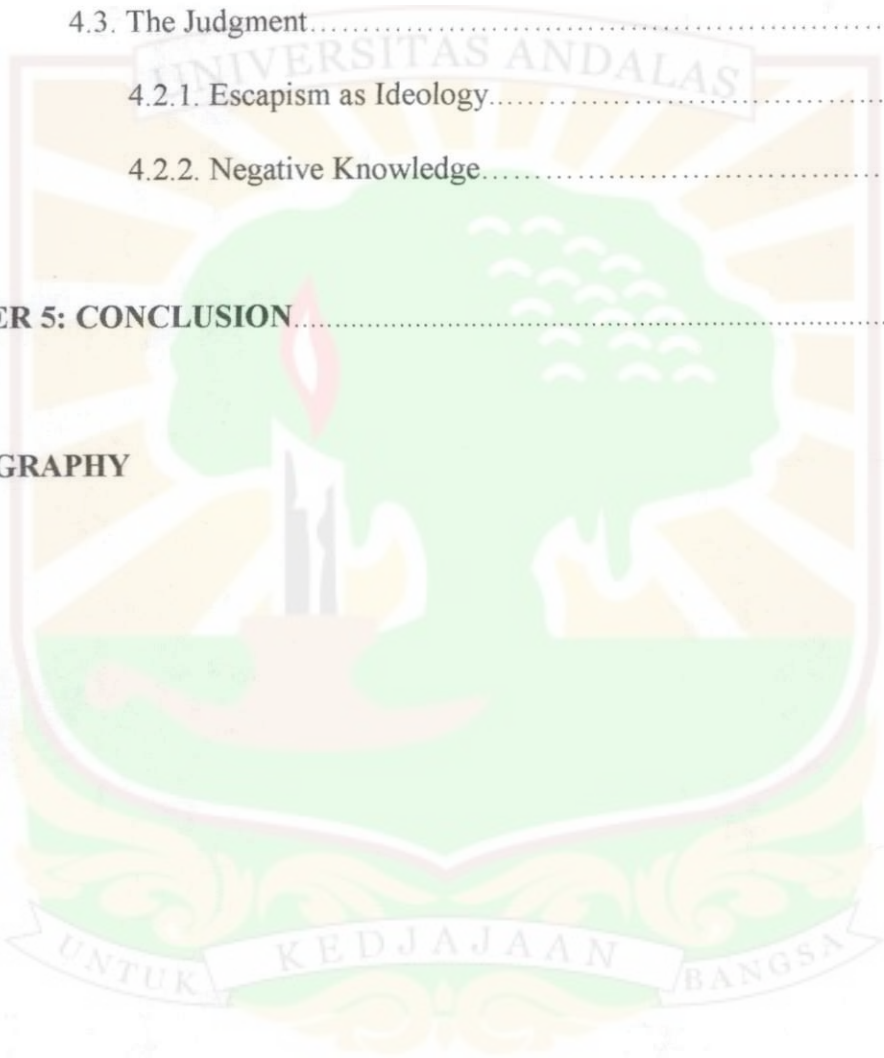 4.3. The Judgment
UNIVERSITAS ANDALAS
4.2.1. Escapism as Ideology
4.2.2. Negative Knowledge
ER 5: CONCLUSION
GRAPHY
UNTUK KEDJAJAAN BANGSA